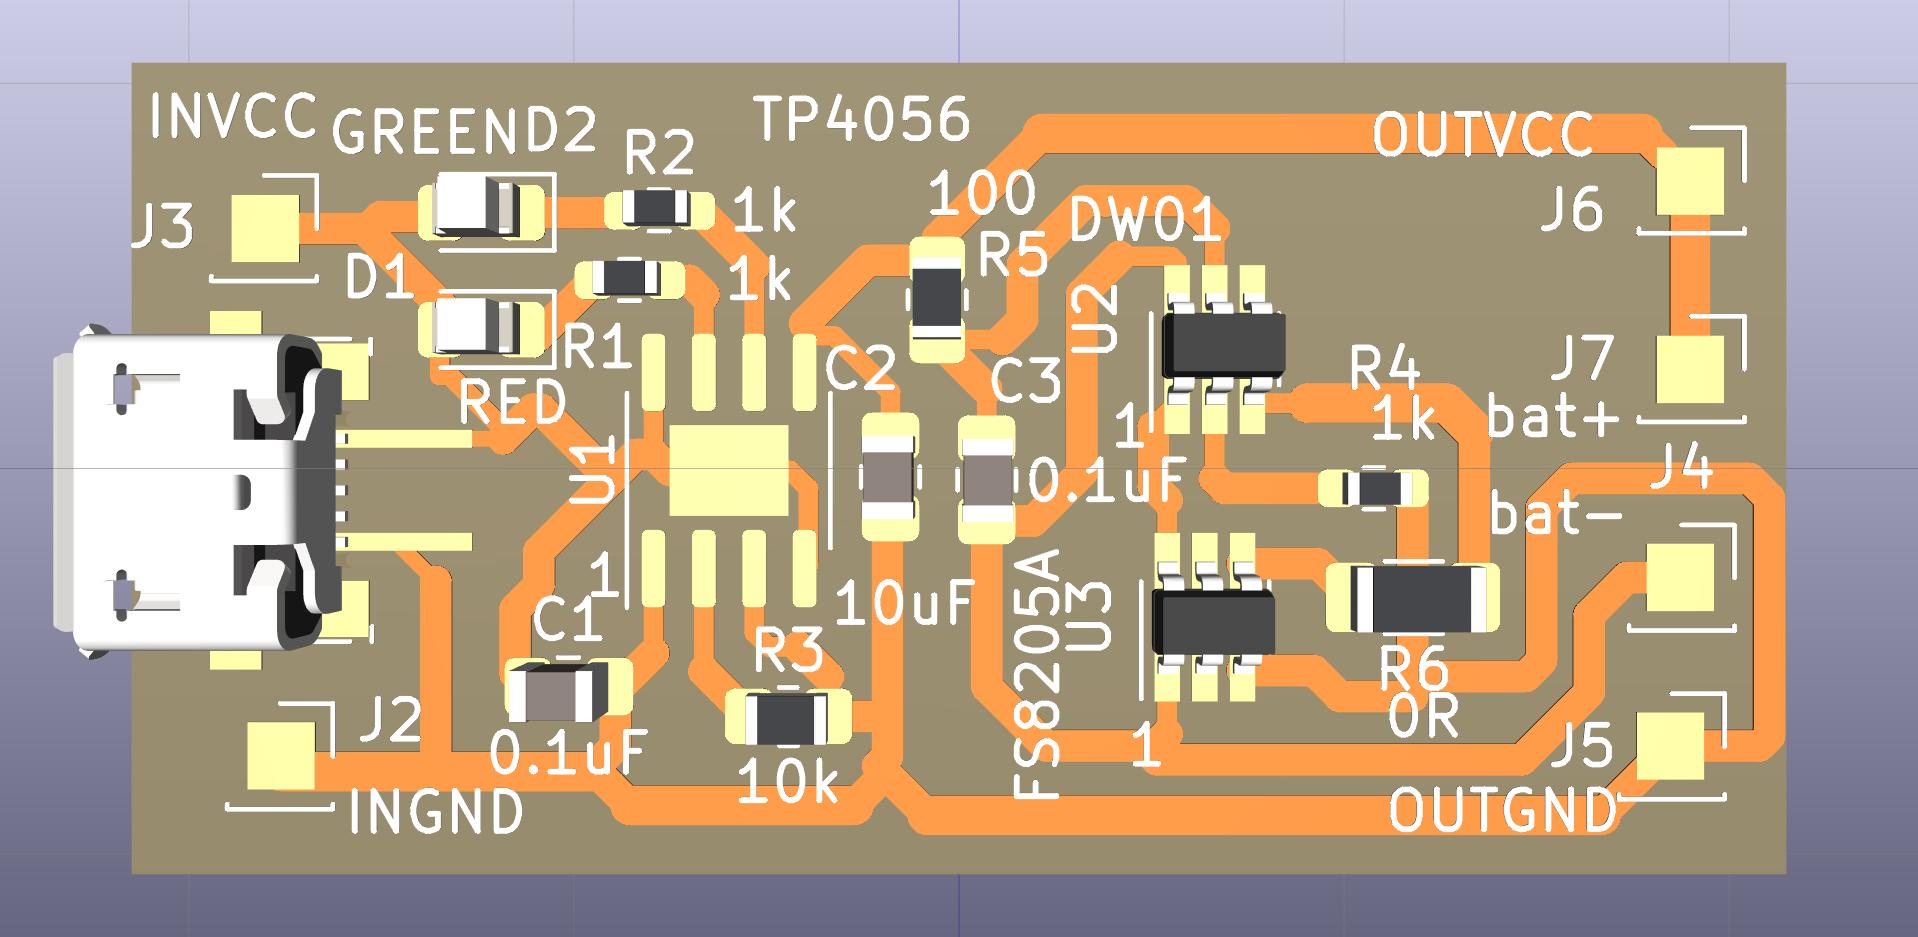 INVCC
GREEND2
R2
TP4056
OUTVCC
J3
1k
100
DW01
J6
D1
1k
R5
U2
R1
C2
C3
R4
J7
RED
1k
bat+
1
U1
0.1uF
J4
bat-
1
C1
10uF
FS8205A
U3
R3
R6
0R
J2
0.1uF
10k
1
J5
INGND
OUTGND